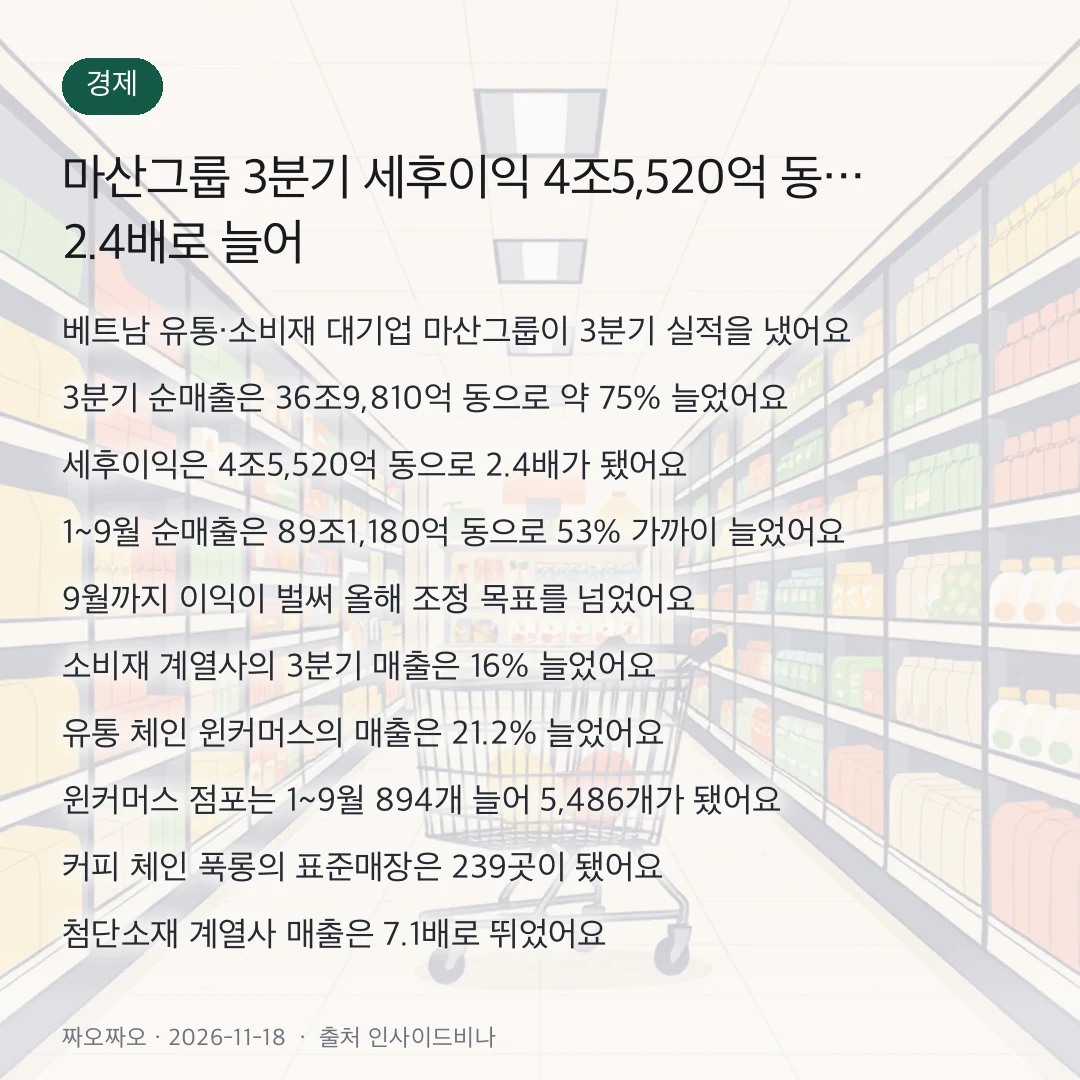 경제
마산그룹 3분기 세후이익 4조5,520억 동…
2.4배로 늘어
베트남 유통·소비재 대기업 마산그룹이 3분기 실적을 냈어요
3분기 순매출은 36조9,810억 동으로 약 75% 늘었어요
세후이익은 4조5,520억 동으로 2.4배가 됐어요
1~9월 순매출은 89조1,180억 동으로 53% 가까이 늘었어요
9월까지 이익이 벌써 올해 조정 목표를 넘었어요
소비재 계열사의 3분기 매출은 16% 늘었어요
유통 체인 윈커머스의 매출은 21.2% 늘었어요
윈커머스 점포는 1~9월 894개 늘어 5,486개가 됐어요
커피 체인 푹롱의 표준매장은 239곳이 됐어요
첨단소재 계열사 매출은 7.1배로 뛰었어요
짜오짜오 · 2026-11-18 · 출처 인사이드비나